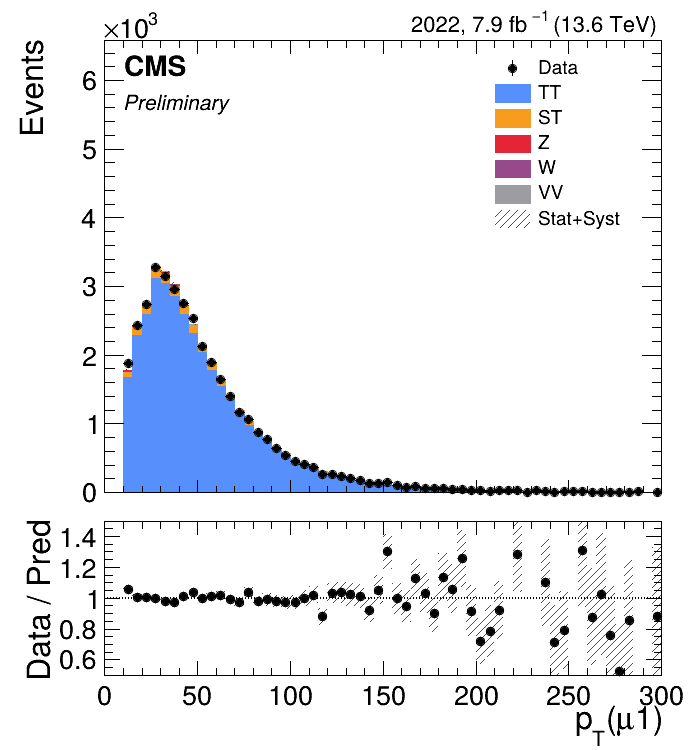 ×10³
2022, 7.9 fb⁻¹ (13.6 TeV)
Events
CMS
Preliminary
Data
TT
ST
Z
W
VV
Stat+Syst
6
5
4
3
2
1
0
Data / Pred
1.4
1.2
1
0.8
0.6
0 50 100 150 200 250 300
p_T(μ1)